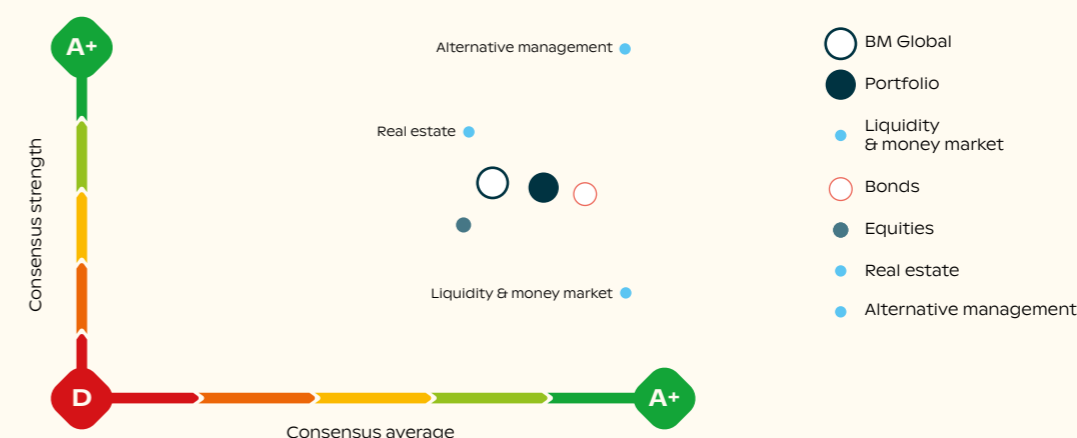 A+
Consensus strength
Alternative management
Real estate
Liquidity & money market
D
A+
Consensus average
BM Global
Portfolio
Liquidity
& money market
Bonds
Equities
Real estate
Alternative management